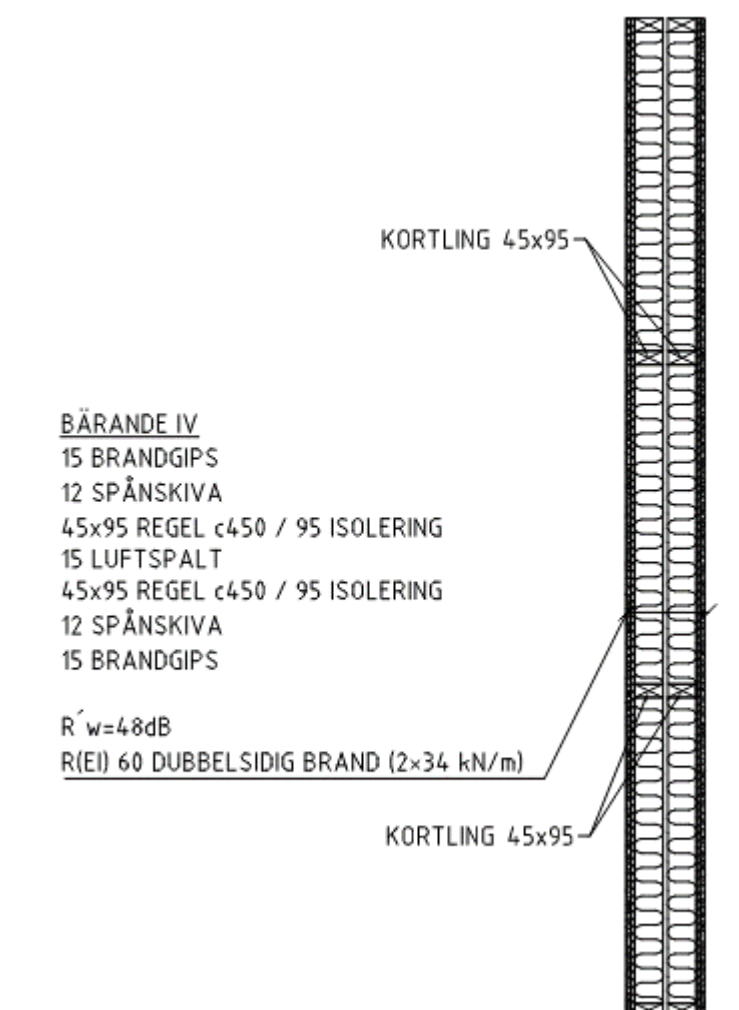 KORTLING 45x95
BÄRANDE IV
15 BRANDGIPS
12 SPÅNSKIVA
45x95 REGEL c450 / 95 ISOLERING
15 LUFTSPALT
45x95 REGEL c450 / 95 ISOLERING
12 SPÅNSKIVA
15 BRANDGIPS
R´w=48dB
R(EI) 60 DUBBELSIDIG BRAND (2×34 kN/m)
KORTLING 45x95